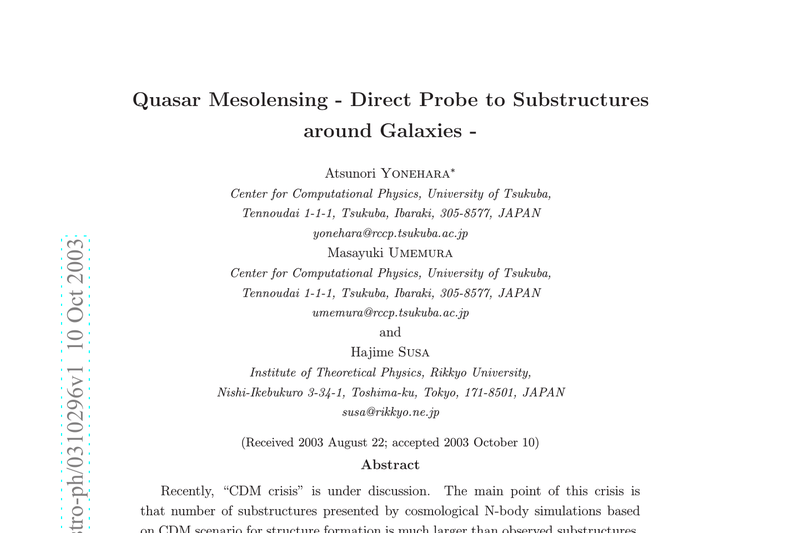 Quasar Mesolensing - Direct Probe to Substructures
around Galaxies -
Atsunori YONEHARA*
Center for Computational Physics, University of Tsukuba,
Tennoudai 1-1-1, Tsukuba, Ibaraki, 305-8577, JAPAN
yonehara@rccp.tsukuba.ac.jp
Masayuki UMEMURA
Center for Computational Physics, University of Tsukuba,
Tennoudai 1-1-1, Tsukuba, Ibaraki, 305-8577, JAPAN
umemura@rccp.tsukuba.ac.jp
and
Hajime SUSA
Institute of Theoretical Physics, Rikkyo University,
Nishi-Ikebukuro 3-34-1, Toshima-ku, Tokyo, 171-8501, JAPAN
susa@rikkyo.ne.jp
(Received 2003 August 22; accepted 2003 October 10)
Abstract
Recently, “CDM crisis” is under discussion. The main point of this crisis is
that number of substructures presented by cosmological N-body simulations based
on CDM scenario for structure formation is much larger than observed substructures.
stro-ph/0310296v1 10 Oct 2003